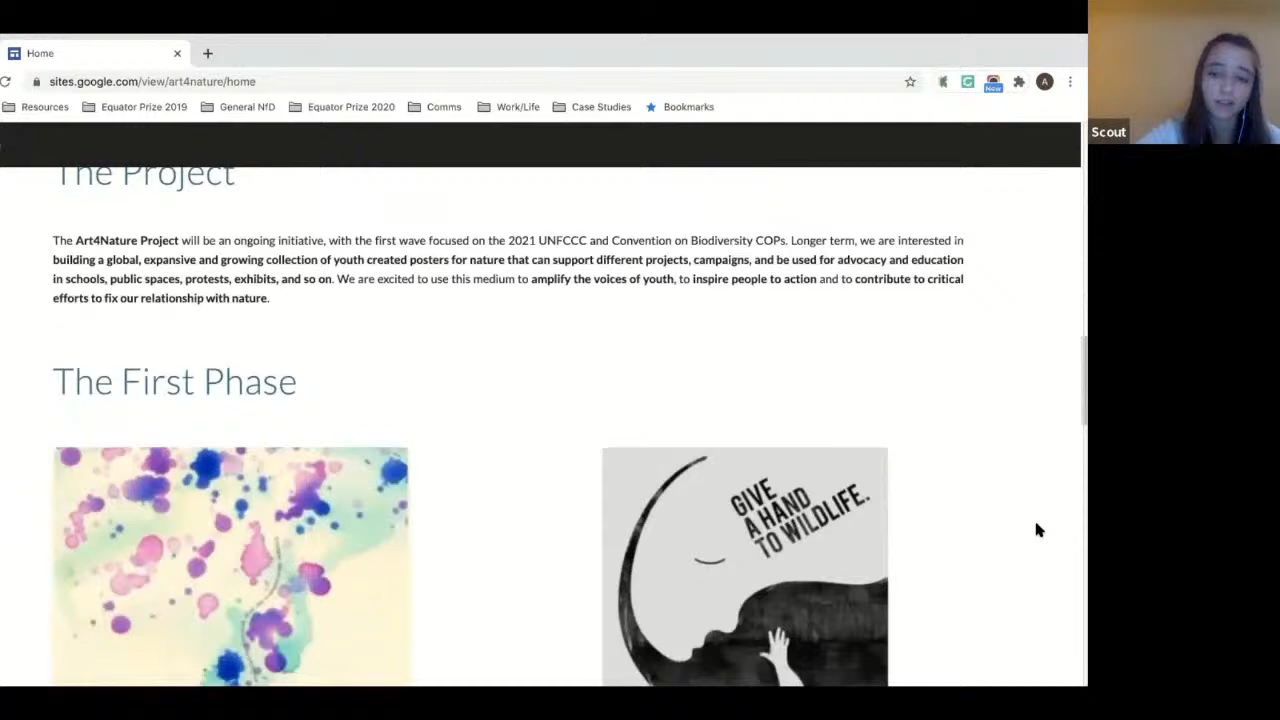 Home
sites.google.com/view/art4nature/home
New
A
Resources
Equator Prize 2019
General NfD
Equator Prize 2020
Comms
Work/Life
Case Studies
Bookmarks
Scout
The Project
The Art4Nature Project will be an ongoing initiative, with the first wave focused on the 2021 UNFCCC and Convention on Biodiversity COPs. Longer term, we are interested in
building a global, expansive and growing collection of youth created posters for nature that can support different projects, campaigns, and be used for advocacy and education
in schools, public spaces, protests, exhibits, and so on. We are excited to use this medium to amplify the voices of youth, to inspire people to action and to contribute to critical
efforts to fix our relationship with nature.
The First Phase
GIVE
A HAND
TO WILDLIFE.